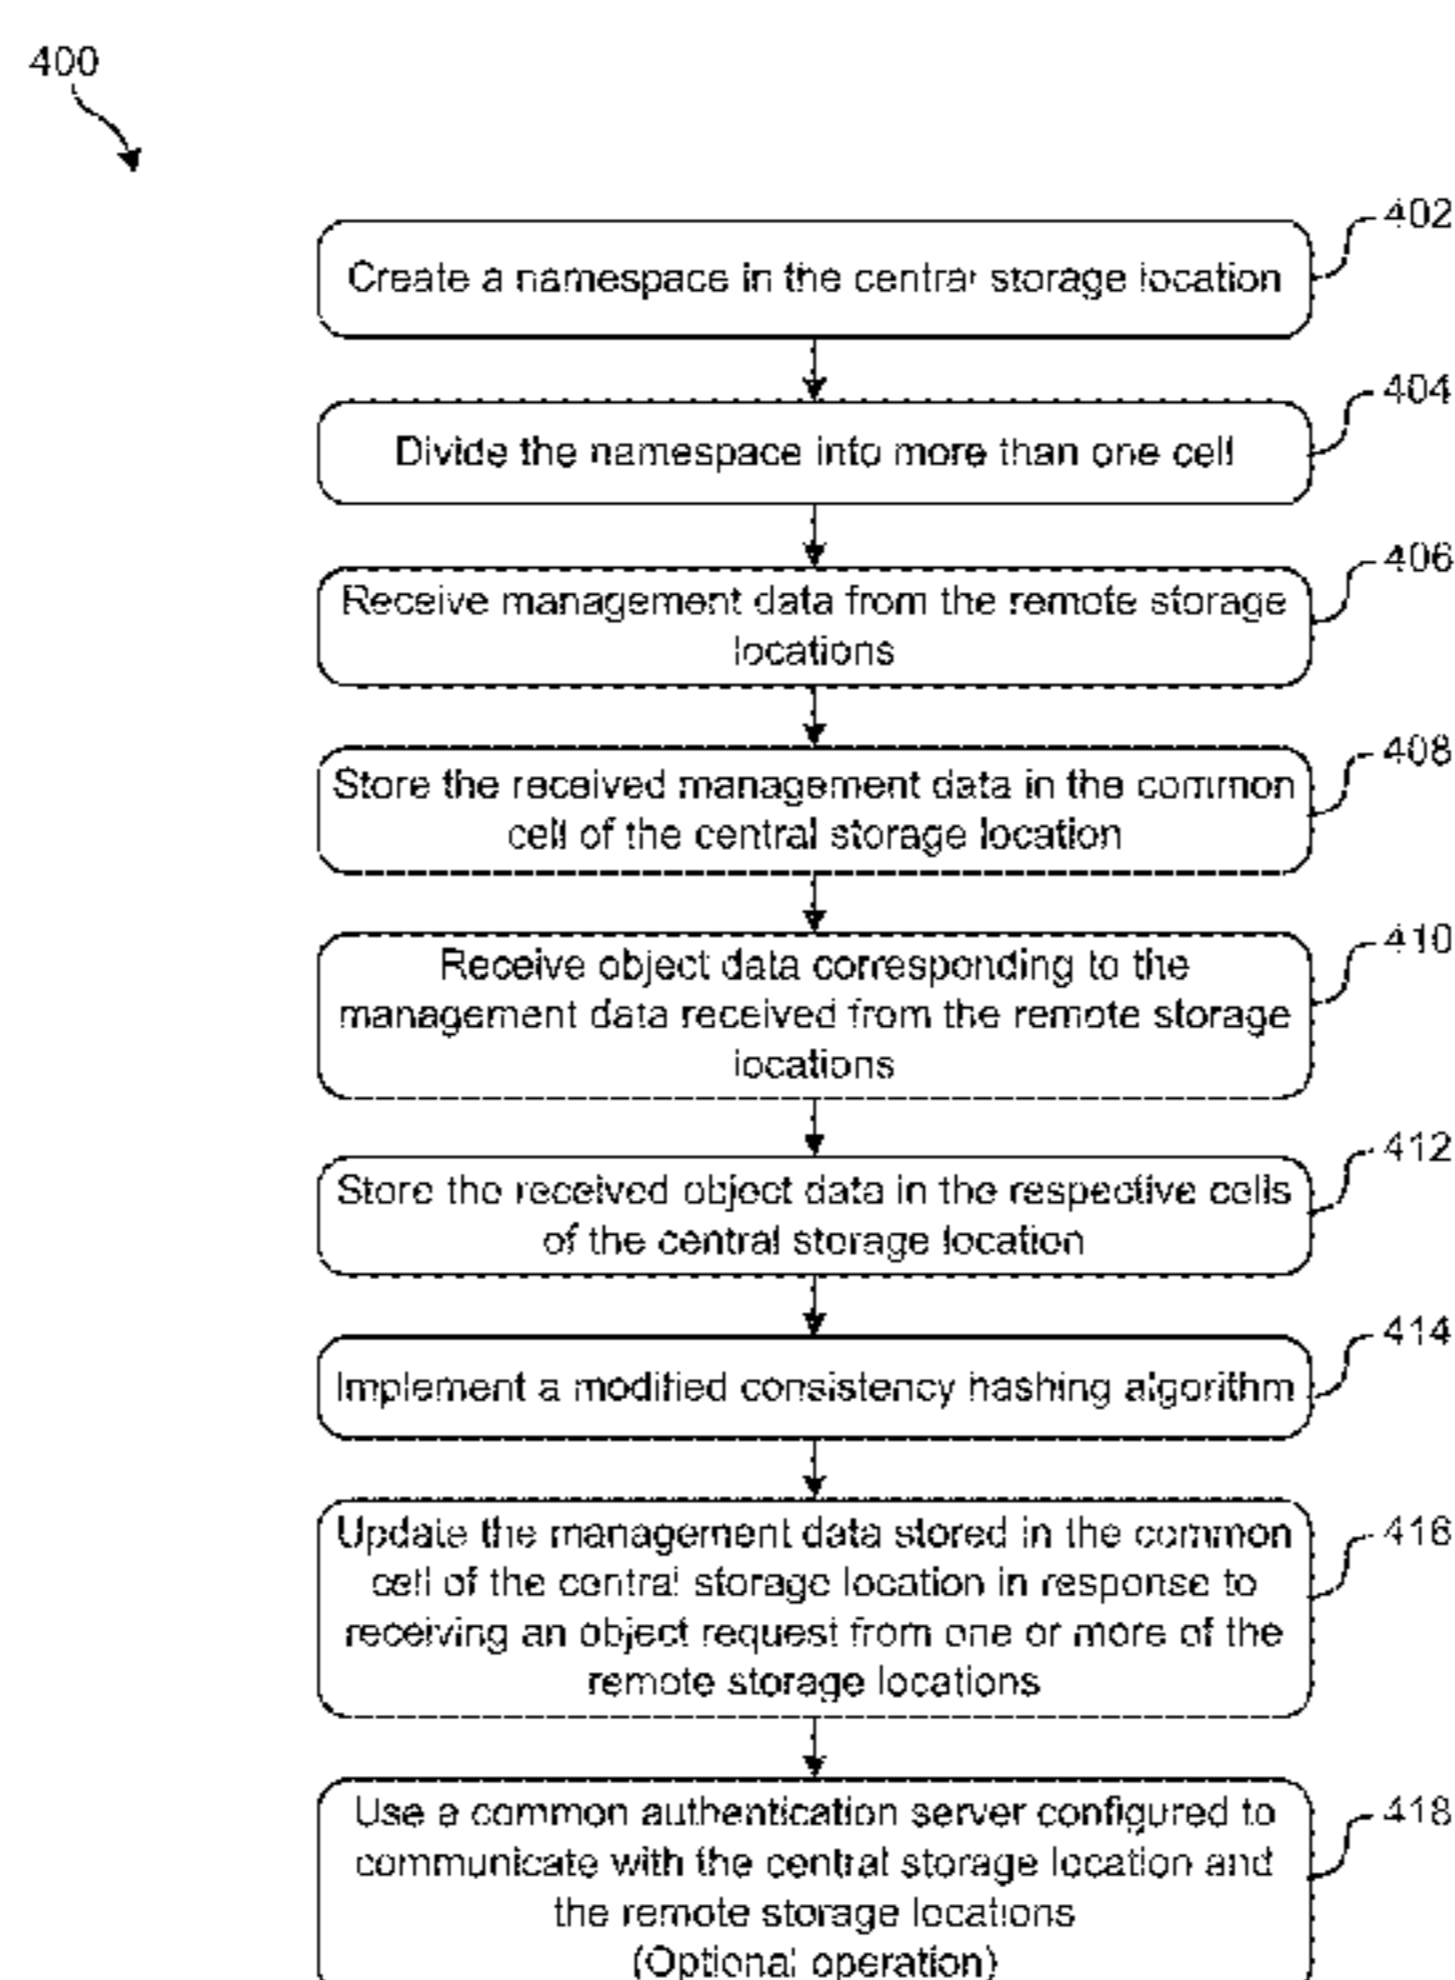 400
402
Create a namespace in the central storage location
404
Divide the namespace into more than one cell
406
Receive management data from the remote storage
locations
408
Store the received management data in the common
cell of the central storage location
410
Receive object data corresponding to the
management data received from the remote storage
locations
412
Store the received object data in the respective cells
of the central storage location
414
Implement a modified consistency hashing algorithm
416
Update the management data stored in the common
cell of the central storage location in response to
receiving an object request from one or more of the
remote storage locations
418
Use a common authentication server configured to
communicate with the central storage location and
the remote storage locations
(Optional operation)